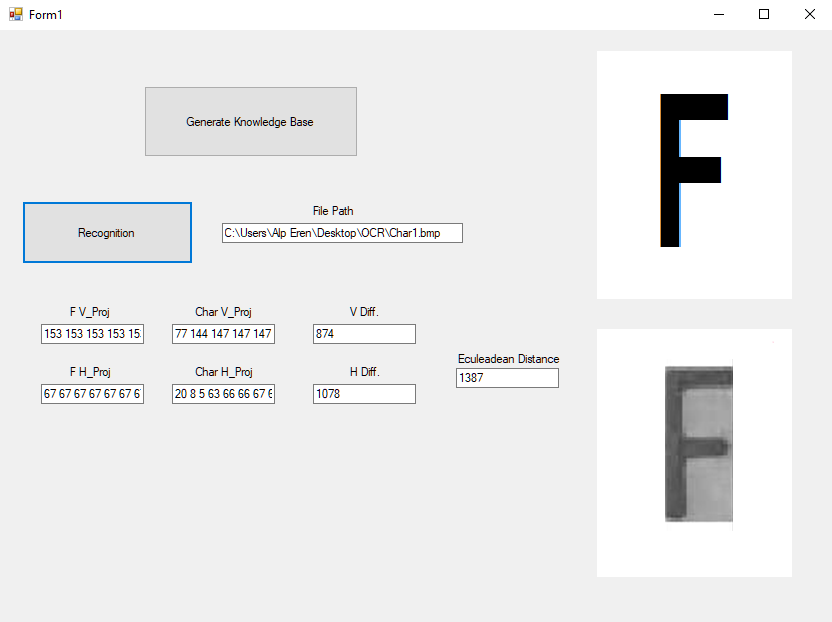 Form1
Generate Knowledge Base
F
Recognition
File Path
C:\Users\Alp Eren\Desktop\OCR\Char1.bmp
F V_Proj
Char V_Proj
V Diff.
153 153 153 153 15
77 144 147 147 147
874
F H_Proj
Char H_Proj
H Diff.
67 67 67 67 67 67 6
20 8 5 63 66 66 67 6
1078
Eculeadean Distance
1387
F